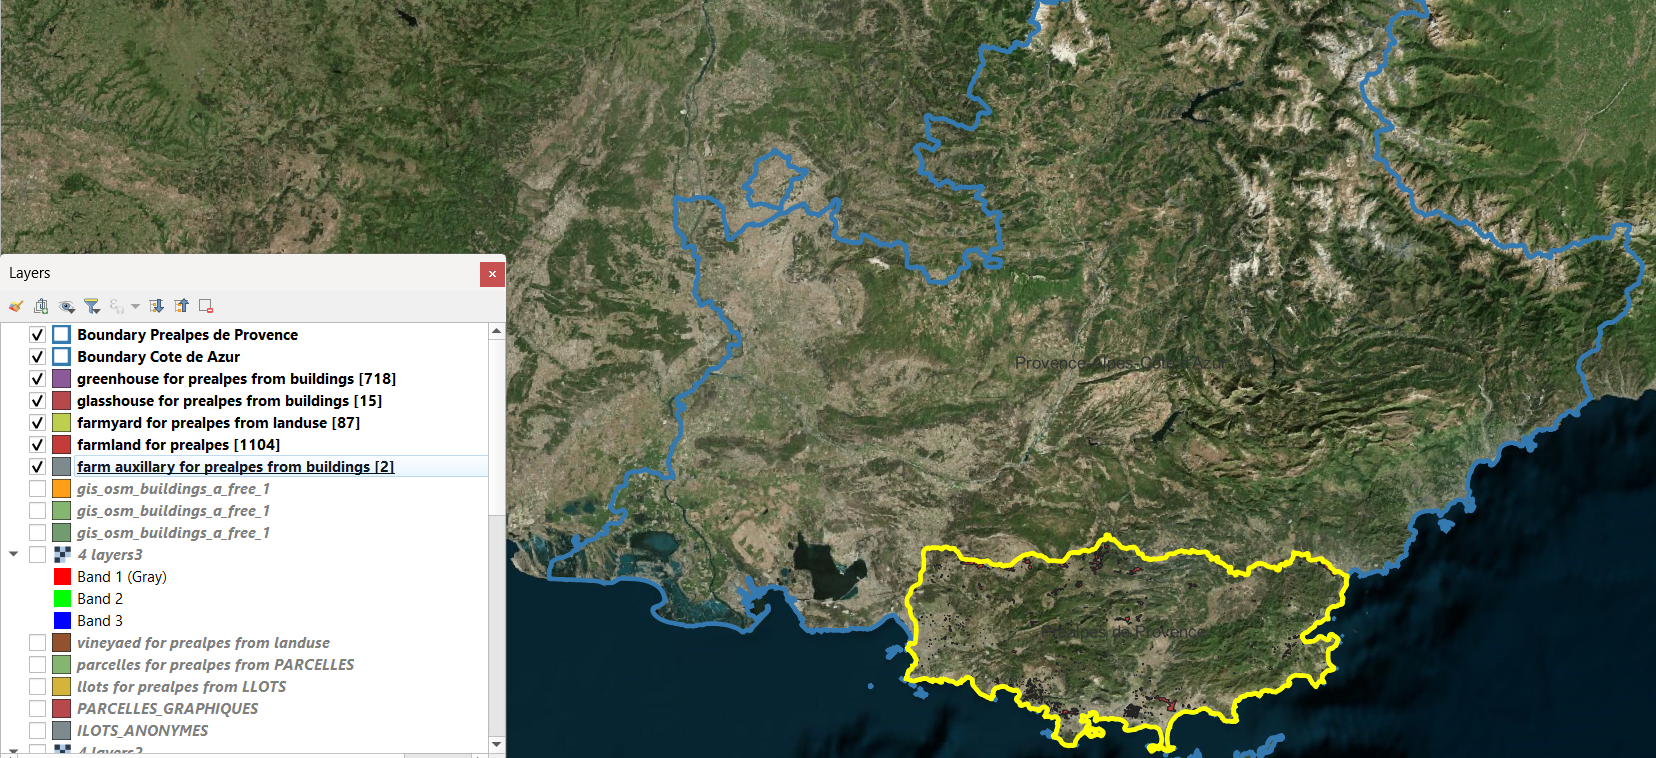 Layers
Boundary Prealpes de Provence
Boundary Cote de Azur
greenhouse for prealpes from buildings [718]
glasshouse for prealpes from buildings [15]
farmyard for prealpes from landuse [87]
farmland for prealpes [1104]
farm auxillary for prealpes from buildings [2]
gis_osm_buildings_a_free_1
gis_osm_buildings_a_free_1
gis_osm_buildings_a_free_1
4 layers3
Band 1 (Gray)
Band 2
Band 3
vineyaed for prealpes from landuse
parcelles for prealpes from PARCELLES
llots for prealpes from LLOTS
PARCELLES_GRAPHIQUES
ILOTS_ANONYMES
4 layers2
Provence-Alpes-Côte d'Azur
de Provence